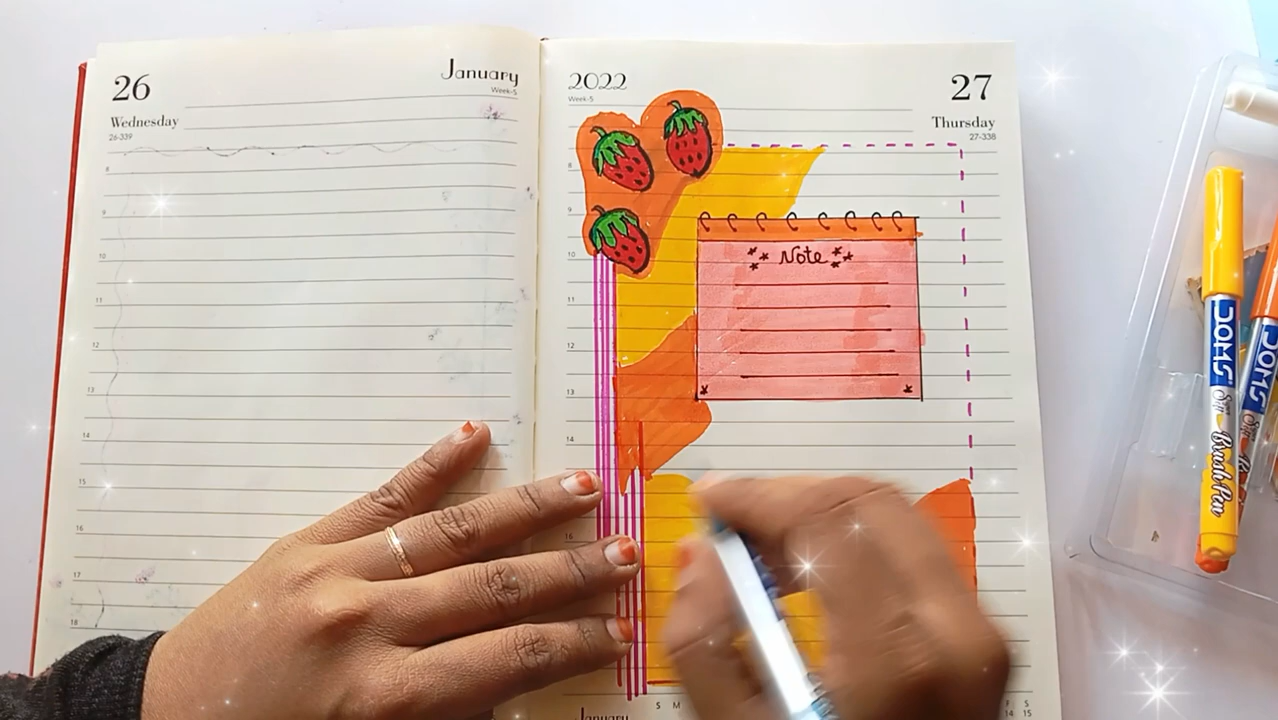 26
January
Week-5
Wednesday
26-339
8
9
10
11
12
13
14
15
16
17
18
2022
Week-5
27
Thursday
27-338
8
9
10
11
12
13
14
15
16
Note
January
S M
F S
14 15
DOMS
Brush Pen
DOMS